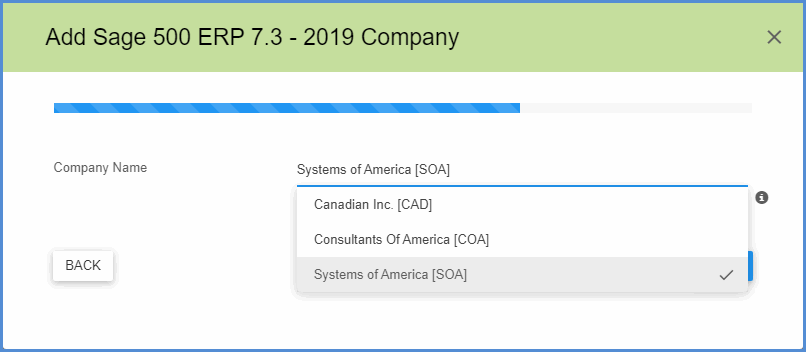 Add Sage 500 ERP 7.3 - 2019 Company
Company Name
Systems of America [SOA]
Canadian Inc. [CAD]
Consultants Of America [COA]
Systems of America [SOA]
BACK